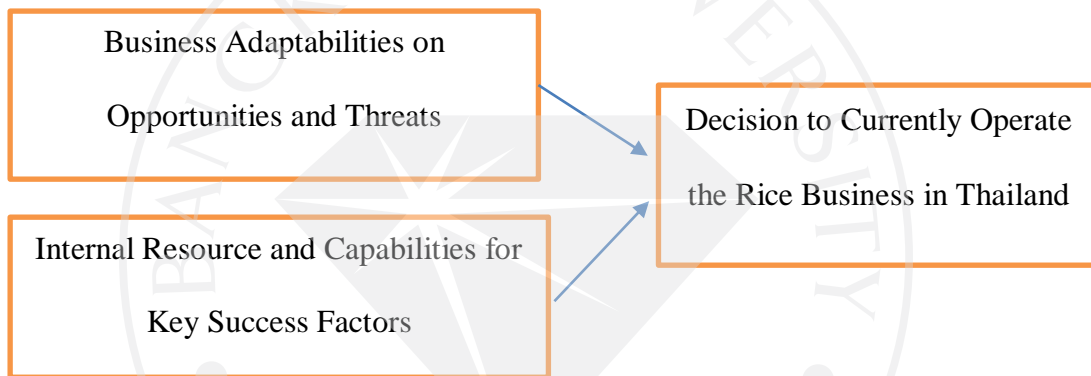 Business Adaptabilities on
Opportunities and Threats
Decision to Currently Operate
the Rice Business in Thailand
Internal Resource and Capabilities for
Key Success Factors